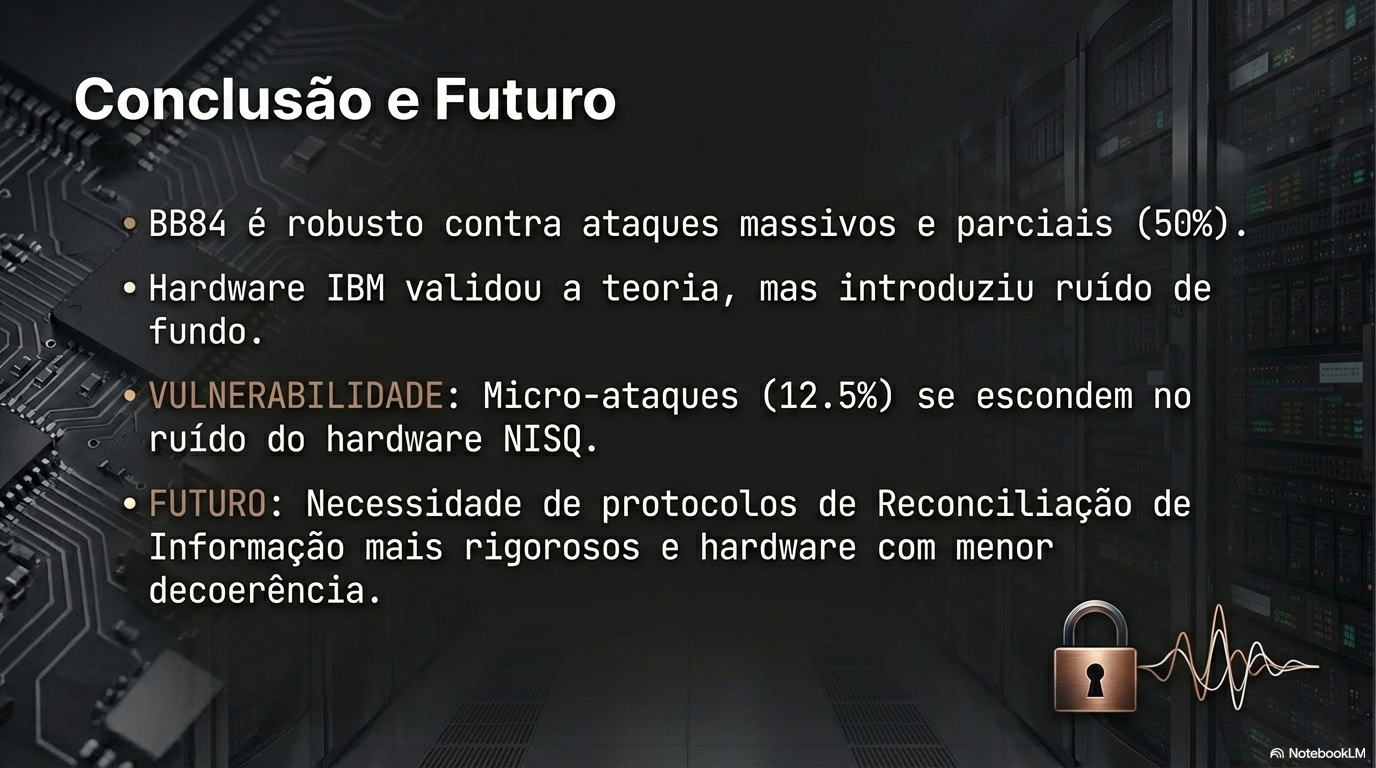 Conclusão e Futuro
• BB84 é robusto contra ataques massivos e parciais (50%).
• Hardware IBM validou a teoria, mas introduziu ruído de
fundo.
• VULNERABILIDADE: Micro-ataques (12.5%) se escondem no
ruído do hardware NISQ.
• FUTURO: Necessidade de protocolos de Reconciliação de
Informação mais rigorosos e hardware com menor
decoerência.
NotebookLM